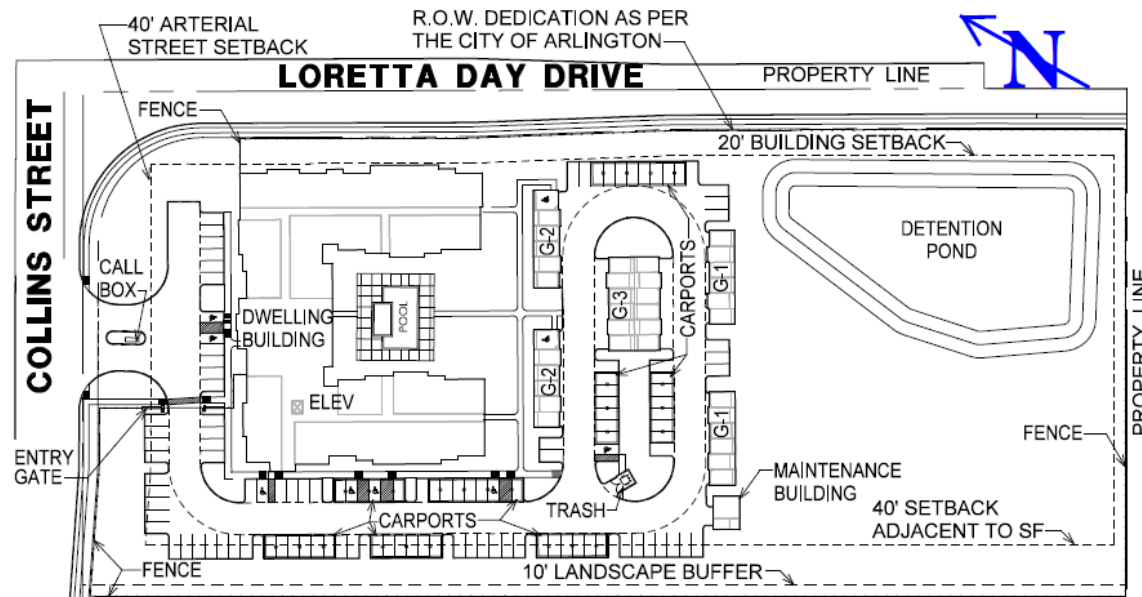 40' ARTERIAL
STREET SETBACK
R.O.W. DEDICATION AS PER
THE CITY OF ARLINGTON
N
LORETTA DAY DRIVE
PROPERTY LINE
FENCE
20' BUILDING SETBACK
COLLINS STREET
DETENTION
POND
CALL
BOX
G-2
G-3
CARPORTS
G-1
DWELLING
BUILDING
POOL
PROPERTY LINE
G-2
ELEV
G-1
FENCE
ENTRY
GATE
MAINTENANCE
BUILDING
TRASH
CARPORTS
40' SETBACK
ADJACENT TO SF
FENCE
10' LANDSCAPE BUFFER